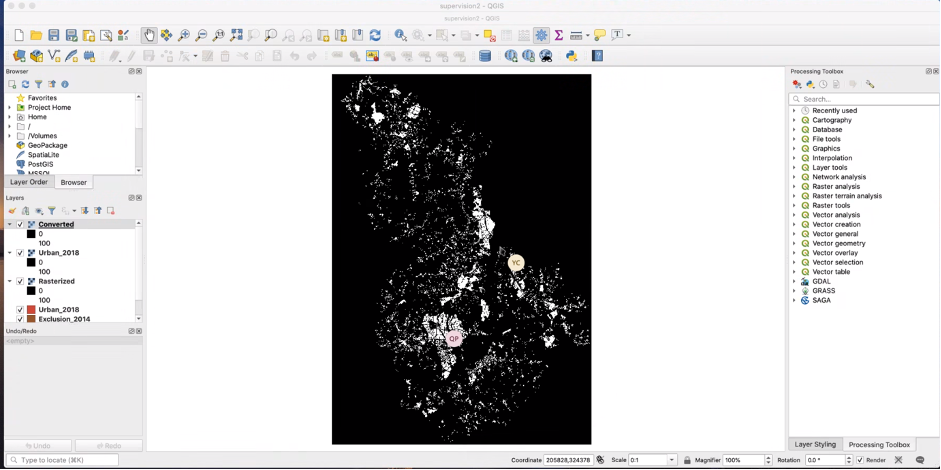 supervision2 - QGIS
supervision2 - QGIS
Browser
Favorites
Project Home
Home
/
/Volumes
GeoPackage
SpatiaLite
PostGIS
MSSQL
Layer Order
Browser
Layers
Converted
0
100
Urban_2018
0
100
Rasterized
0
100
Urban_2018
Exclusion_2014
Undo/Redo
<empty>
Undo
Redo
YC
QP
Processing Toolbox
Search...
Recently used
Cartography
Database
File tools
Graphics
Interpolation
Layer tools
Network analysis
Raster analysis
Raster terrain analysis
Raster tools
Vector analysis
Vector creation
Vector general
Vector geometry
Vector overlay
Vector selection
Vector table
GDAL
GRASS
SAGA
Layer Styling
Processing Toolbox
Type to locate (⌘K)
Coordinate 205828,324378
Scale 0:1
Magnifier 100%
Rotation 0.0 °
Render